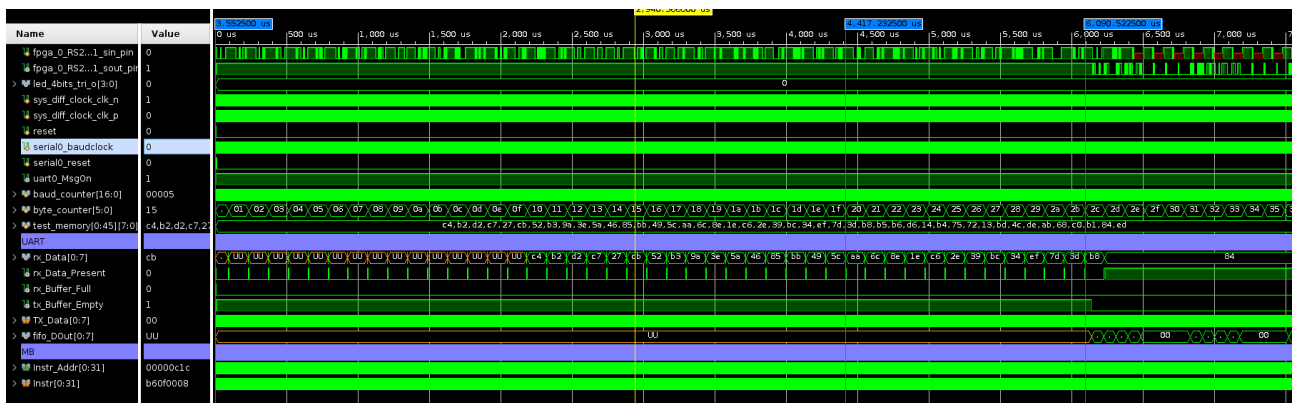 2,940.566000 us
3.552500 us 4,417.232500 us 6,090.522500 us
Name Value 0 us 500 us 1,000 us 1,500 us 2,000 us 2,500 us 3,000 us 3,500 us 4,000 us 4,500 us 5,000 us 5,500 us 6,000 us 6,500 us 7,000 us
fpga_0_RS2...1_sin_pin 0
fpga_0_RS2...1_sout_pin 1
led_4bits_tri_o[3:0] 0 0
sys_diff_clock_clk_n 1
sys_diff_clock_clk_p 0
reset 0
serial0_baudclock 0
serial0_reset 0
uart0_MsgOn 1
baud_counter[16:0] 00005
byte_counter[5:0] 15 01 02 03 04 05 06 07 08 09 0a 0b 0c 0d 0e 0f 10 11 12 13 14 15 16 17 18 19 1a 1b 1c 1d 1e 1f 20 21 22 23 24 25 26 27 28 29 2a 2b 2c 2d 2e 2f 30 31 32 33 34 35
test_memory[0:45][7:0] c4,b2,d2,c7,27 c4,b2,d2,c7,27,cb,52,b3,9a,3e,5a,46,85,bb,49,5c,aa,6c,8e,1e,c6,2e,39,bc,34,ef,7d,3d,b8,b5,b6,d6,14,b4,75,72,13,bd,4c,de,ab,68,c0,b1,84,ed
UART
rx_Data[0:7] cb UU UU UU UU UU UU UU UU UU UU UU UU UU c4 b2 d2 c7 27 cb 52 b3 9a 3e 5a 46 85 bb 49 5c aa 6c 8e 1e c6 2e 39 bc 34 ef 7d 3d b8 84
rx_Data_Present 0
rx_Buffer_Full 0
tx_Buffer_Empty 1
TX_Data[0:7] 00
fifo_DOut[0:7] UU UU 00 00
MB
Instr_Addr[0:31] 00000c1c
Instr[0:31] b60f0008